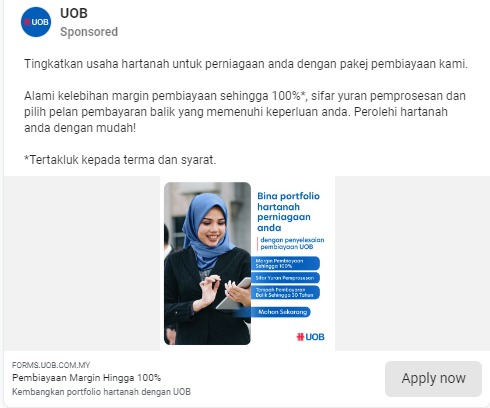 UOB
UOB
Sponsored
Tingkatkan usaha hartanah untuk perniagaan anda dengan pakej pembiayaan kami.
Alami kelebihan margin pembiayaan sehingga 100%*, sifar yuran pemprosesan dan
pilih pelan pembayaran balik yang memenuhi keperluan anda. Perolehi hartanah
anda dengan mudah!
*Tertakluk kepada terma dan syarat.
Bina portfolio
hartanah
perniagaan
anda
dengan penyelesaian
pembiayaan UOB
Margin Pembiayaan
Sehingga 100%
Sifar Yuran Pemprosesan
Tempoh Pembayaran
Balik Sehingga 30 Tahun
Mohon Sekarang
UOB
FORMS.UOB.COM.MY
Pembiayaan Margin Hingga 100%
Kembangkan portfolio hartanah dengan UOB
Apply now